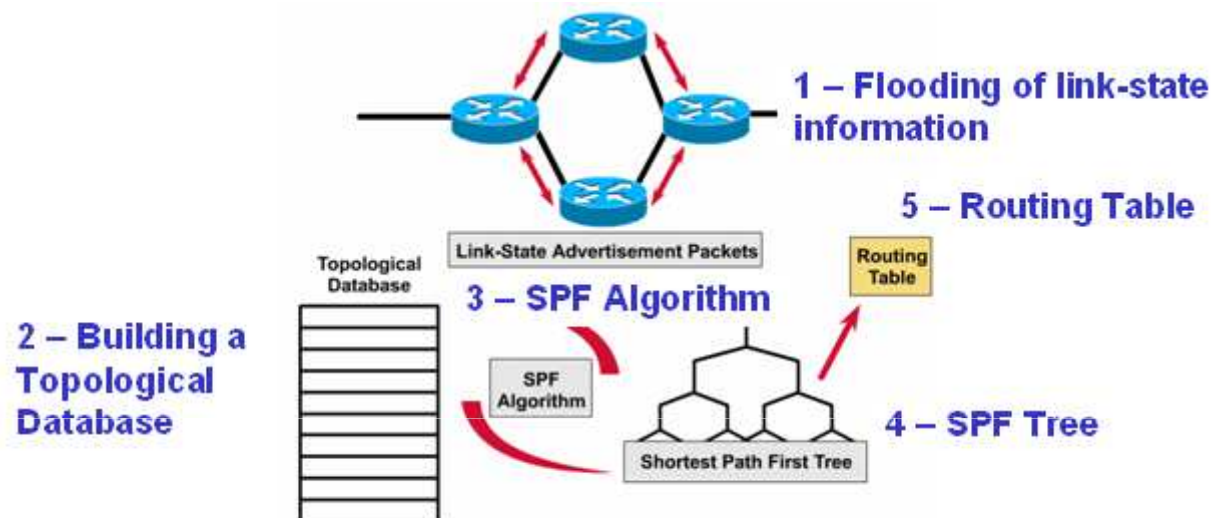 1 – Flooding of link-state
information
5 – Routing Table
Link-State Advertisement Packets
Routing
Table
Topological
Database
3 – SPF Algorithm
2 – Building a
Topological
Database
SPF
Algorithm
4 – SPF Tree
Shortest Path First Tree